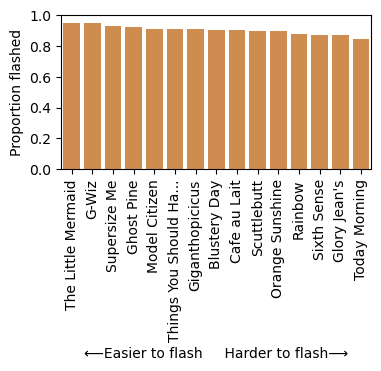 Proportion flashed
1.0
0.8
0.6
0.4
0.2
0.0
The Little Mermaid
G-Wiz
Supersize Me
Ghost Pine
Model Citizen
Things You Should Ha...
Giganthopicicus
Blustery Day
Cafe au Lait
Scuttlebutt
Orange Sunshine
Rainbow
Sixth Sense
Glory Jean's
Today Morning
⟵Easier to flash Harder to flash⟶